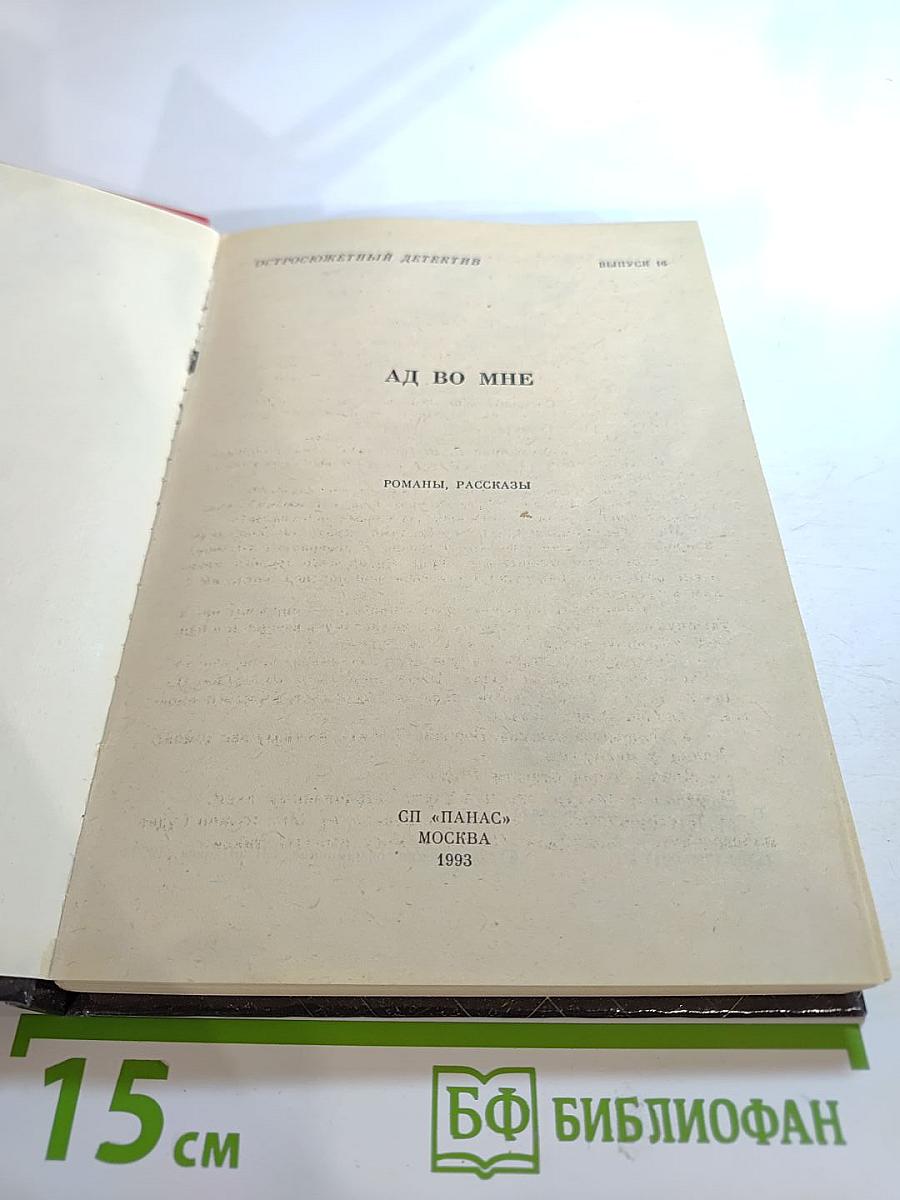 ОСТРОСЮЖЕТНЫЙ ДЕТЕКТИВ
ВЫПУСК 16
АД ВО МНЕ
РОМАНЫ, РАССКАЗЫ
СП «ПАНАС»
МОСКВА
1993
15 см
БФ БИБЛИОФАН